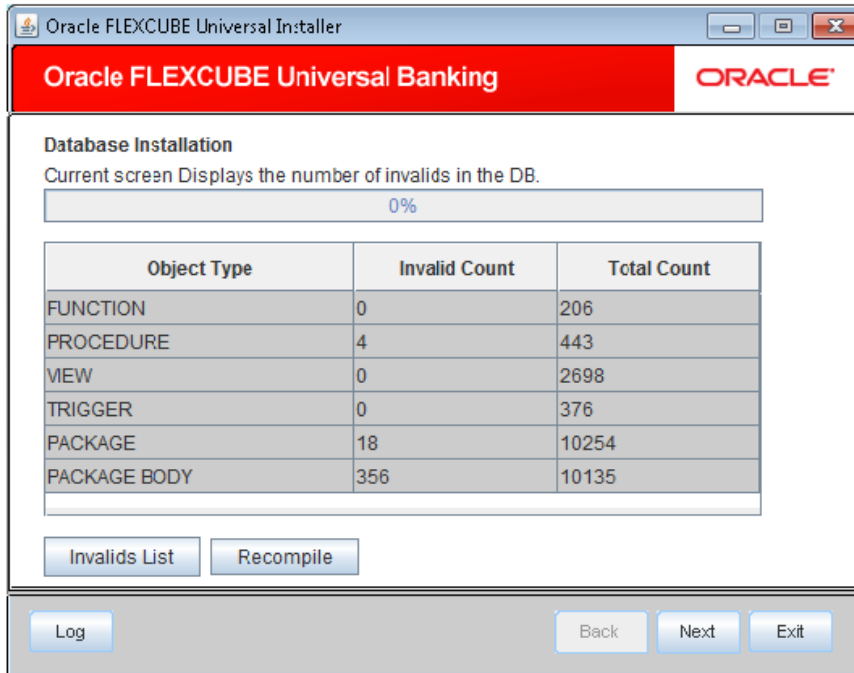 Oracle FLEXCUBE Universal Installer
Oracle FLEXCUBE Universal Banking
ORACLE
Database Installation
Current screen Displays the number of invalids in the DB.
0%
Object Type Invalid Count Total Count
FUNCTION 0 206
PROCEDURE 4 443
VIEW 0 2698
TRIGGER 0 376
PACKAGE 18 10254
PACKAGE BODY 356 10135
Invalids List Recompile
Log Back Next Exit